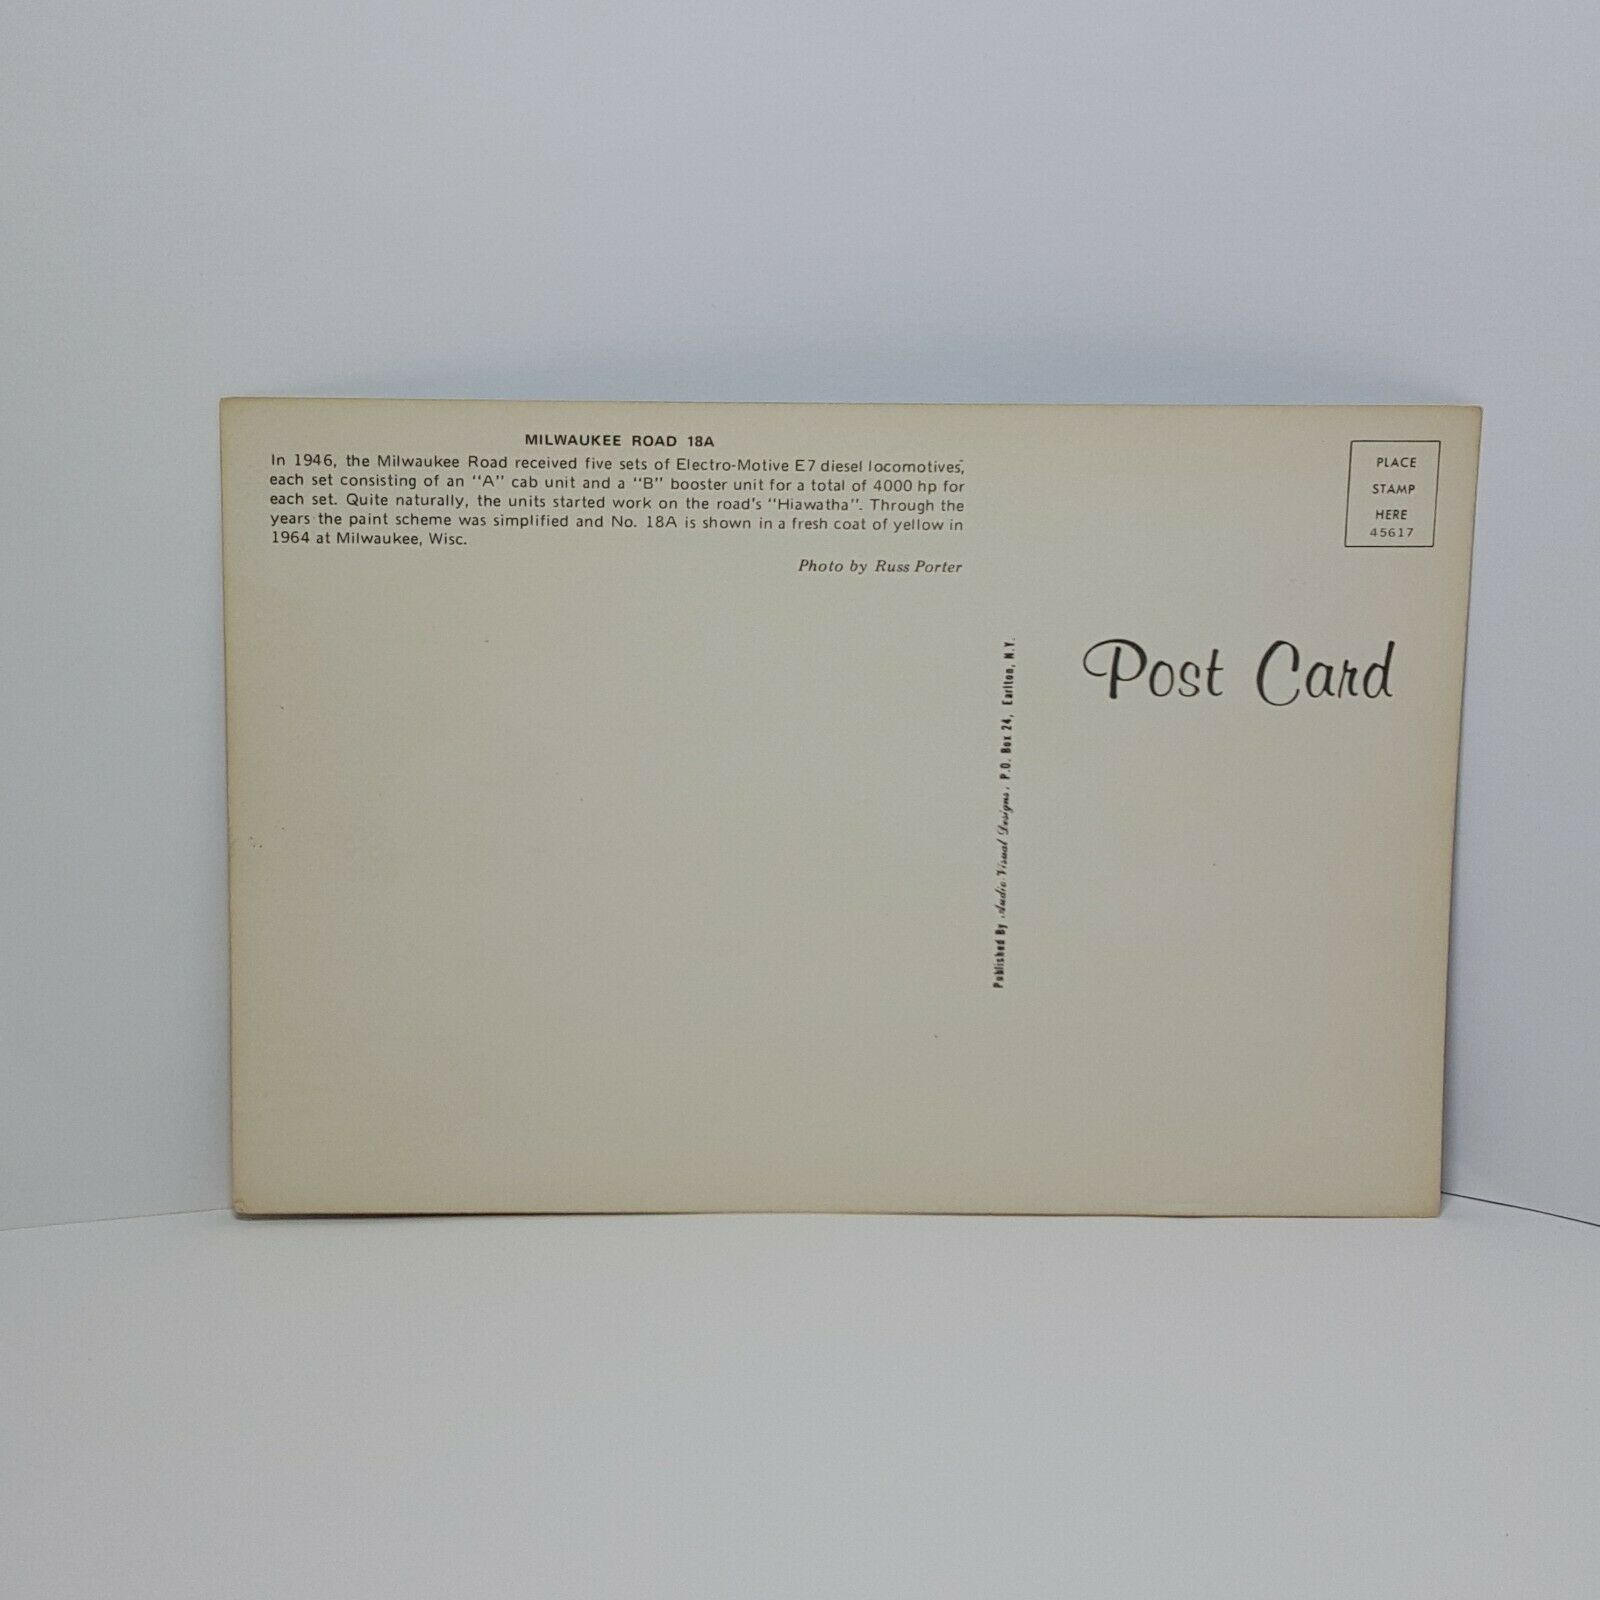 MILWAUKEE ROAD 18A
In 1946, the Milwaukee Road received five sets of Electro-Motive E7 diesel locomotives,
each set consisting of an "A" cab unit and a "B" booster unit for a total of 4000 hp for
each set. Quite naturally, the units started work on the road's "Hiawatha". Through the
years the paint scheme was simplified and No. 18A is shown in a fresh coat of yellow in
1964 at Milwaukee, Wisc.
Photo by Russ Porter
Published By Audio-Visual Designs, P.O. Box 24, Earlton, N.Y.
PLACE
STAMP
HERE
45617
Post Card